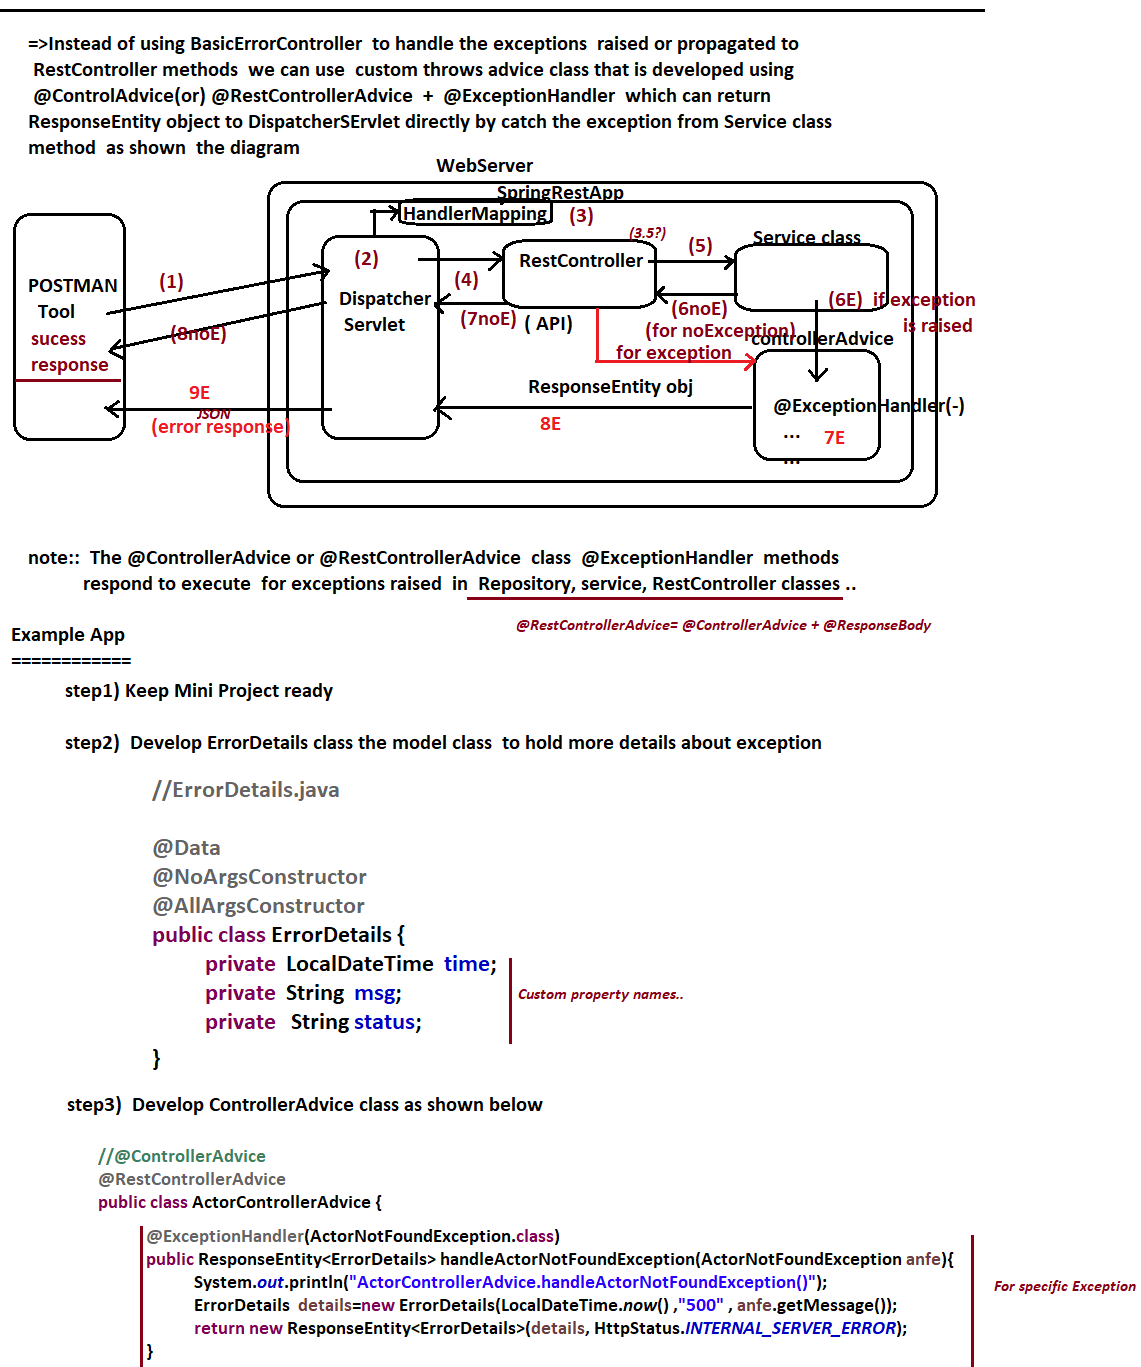 =>Instead of using BasicErrorController to handle the exceptions raised or propagated to
RestController methods we can use custom throws advice class that is developed using
@ControlAdvice(or) @RestControllerAdvice + @ExceptionHandler which can return
ResponseEntity object to DispatcherSErvlet directly by catch the exception from Service class
method as shown the diagram
WebServer
SpringRestApp
HandlerMapping (3)
(3.5?)
(2)
RestController
(5)
Service class
POSTMAN
Tool
sucess
response
(1)
(4)
Dispatcher
Servlet
(7noE)
( API)
(6noE)
(for noException)
(6E) if exception
is raised
(8noE)
for exception
controllerAdvice
9E
JSON
(error response)
ResponseEntity obj
8E
@ExceptionHandler(-)
... 7E
...
note:: The @ControllerAdvice or @RestControllerAdvice class @ExceptionHandler methods
respond to execute for exceptions raised in Repository, service, RestController classes ..
@RestControllerAdvice= @ControllerAdvice + @ResponseBody
Example App
============
step1) Keep Mini Project ready
step2) Develop ErrorDetails class the model class to hold more details about exception
//ErrorDetails.java
@Data
@NoArgsConstructor
@AllArgsConstructor
public class ErrorDetails {
private LocalDateTime time;
private String msg;
Custom property names..
private String status;
}
step3) Develop ControllerAdvice class as shown below
//@ControllerAdvice
@RestControllerAdvice
public class ActorControllerAdvice {
@ExceptionHandler(ActorNotFoundException.class)
public ResponseEntity<ErrorDetails> handleActorNotFoundException(ActorNotFoundException anfe){
System.out.println("ActorControllerAdvice.handleActorNotFoundException()");
For specific Exception
ErrorDetails details=new ErrorDetails(LocalDateTime.now() ,"500" , anfe.getMessage());
return new ResponseEntity<ErrorDetails>(details, HttpStatus.INTERNAL_SERVER_ERROR);
}